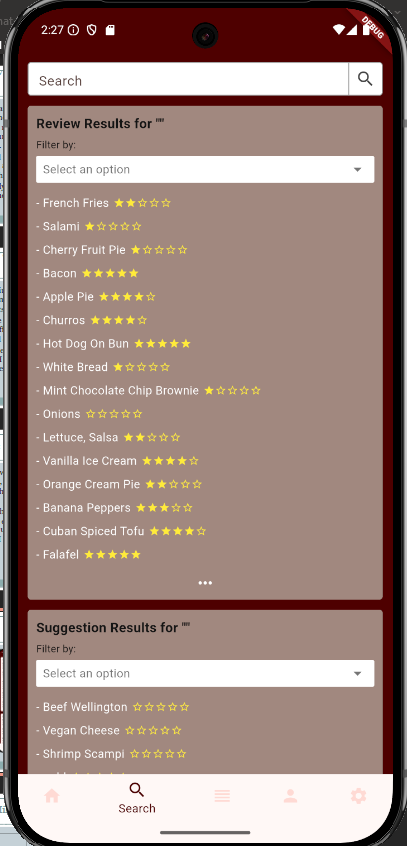 2:27
DEBUG
Search
Review Results for ""
Filter by:
Select an option
- French Fries ★★☆☆☆
- Salami ★☆☆☆☆
- Cherry Fruit Pie ★☆☆☆☆
- Bacon ★★★★★
- Apple Pie ★★★★☆
- Churros ★★★★☆
- Hot Dog On Bun ★★★★★
- White Bread ★☆☆☆☆
- Mint Chocolate Chip Brownie ★☆☆☆☆
- Onions ☆☆☆☆☆
- Lettuce, Salsa ★★☆☆☆
- Vanilla Ice Cream ★★★★☆
- Orange Cream Pie ★★☆☆☆
- Banana Peppers ★★★☆☆
- Cuban Spiced Tofu ★★★★☆
- Falafel ★★★★★
•••
Suggestion Results for ""
Filter by:
Select an option
- Beef Wellington ☆☆☆☆☆
- Vegan Cheese ☆☆☆☆☆
- Shrimp Scampi ☆☆☆☆☆
Search